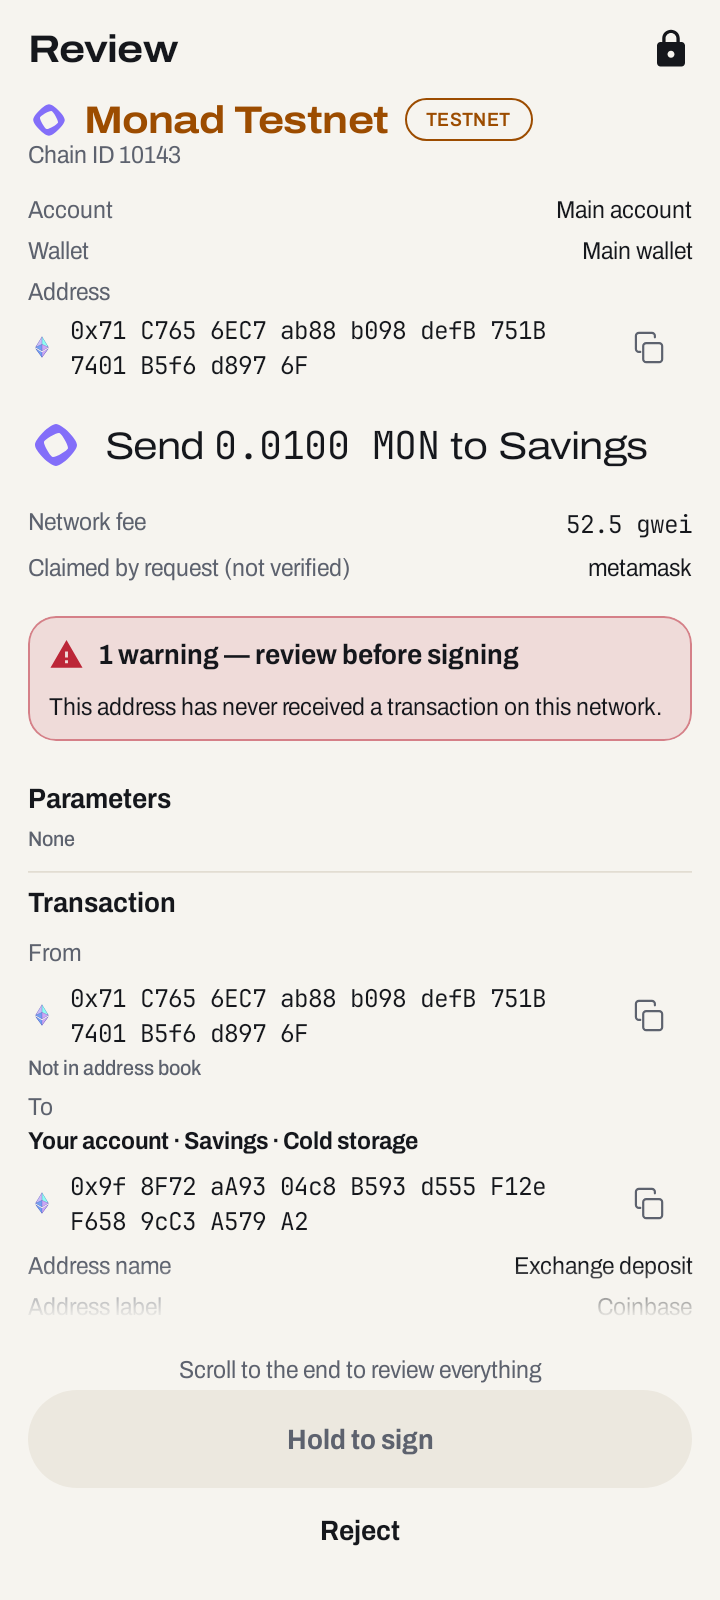 Review
Monad Testnet TESTNET
Chain ID 10143
Account Main account
Wallet Main wallet
Address
0x71 C765 6EC7 ab88 b098 defB 751B
7401 B5f6 d897 6F
Send 0.0100 MON to Savings
Network fee 52.5 gwei
Claimed by request (not verified) metamask
1 warning — review before signing
This address has never received a transaction on this network.
Parameters
None
Transaction
From
0x71 C765 6EC7 ab88 b098 defB 751B
7401 B5f6 d897 6F
Not in address book
To
Your account · Savings · Cold storage
0x9f 8F72 aA93 04c8 B593 d555 F12e
F658 9cC3 A579 A2
Address name Exchange deposit
Address label Coinbase
Scroll to the end to review everything
Hold to sign
Reject